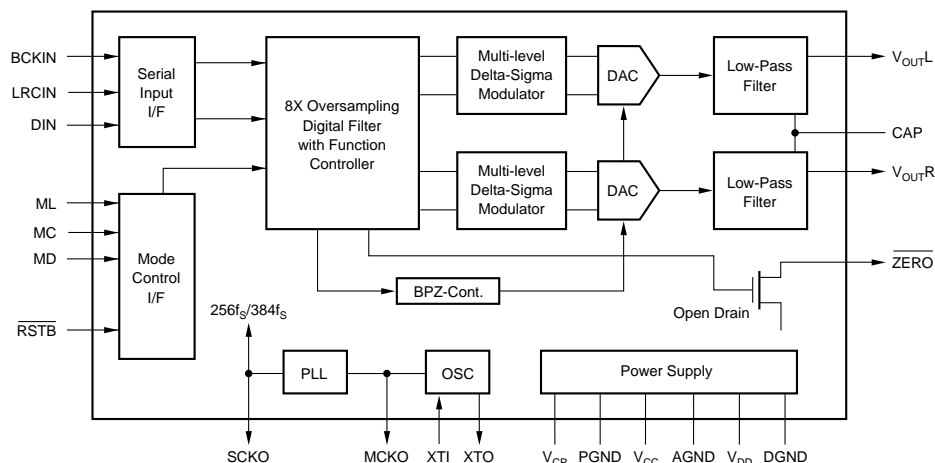 BCKIN
LRCIN
DIN
Serial
Input
I/F
8X Oversampling
Digital Filter
with Function
Controller
Multi-level
Delta-Sigma
Modulator
DAC
Low-Pass
Filter
VOUTL
CAP
Multi-level
Delta-Sigma
Modulator
DAC
Low-Pass
Filter
VOUTR
ML
MC
MD
RSTB
Mode
Control
I/F
BPZ-Cont.
Open Drain
ZERO
256fS/384fS
PLL
OSC
Power Supply
SCKO
MCKO
XTI
XTO
VCP
PGND
VCC
AGND
VDD
DGND